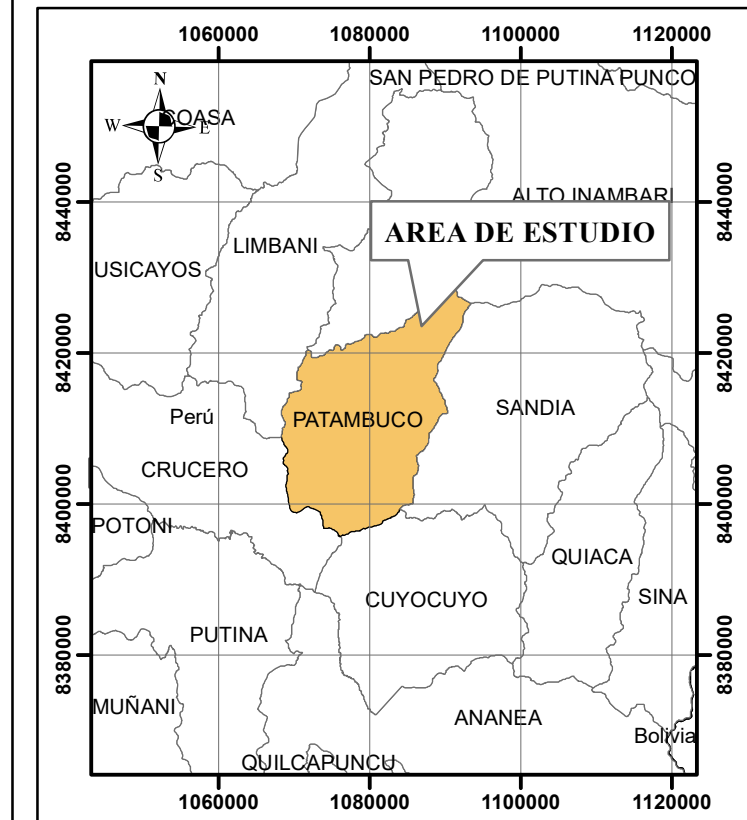 1060000 1080000 1100000 1120000
SAN PEDRO DE PUTINA PUNCO
N
COASA
W E
S
8440000 8440000
ALTO INAMBARI
AREA DE ESTUDIO
LIMBANI
USICAYOS
8420000 8420000
Perú
PATAMBUCO
SANDIA
CRUCERO
8400000 8400000
POTONI
QUIACA
CUYOCUYO
SINA
PUTINA
8380000 8380000
MUÑANI
ANANEA
Bolivia
QUILCAPUNCU
1060000 1080000 1100000 1120000